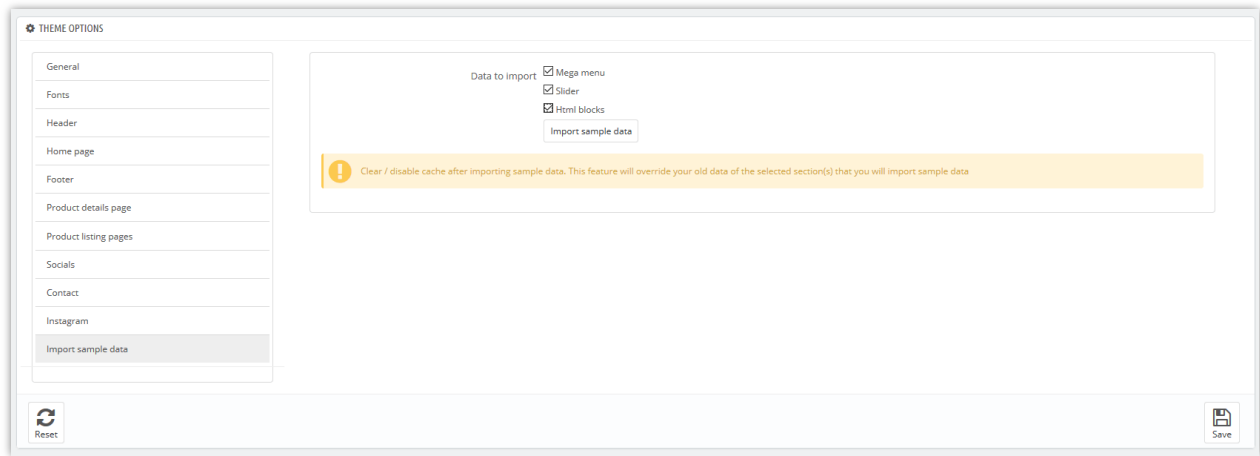 THEME OPTIONS
General
Fonts
Header
Home page
Footer
Product details page
Product listing pages
Socials
Contact
Instagram
Import sample data
Data to import
Mega menu
Slider
Html blocks
Import sample data
Clear / disable cache after importing sample data. This feature will override your old data of the selected section(s) that you will import sample data
Reset
Save